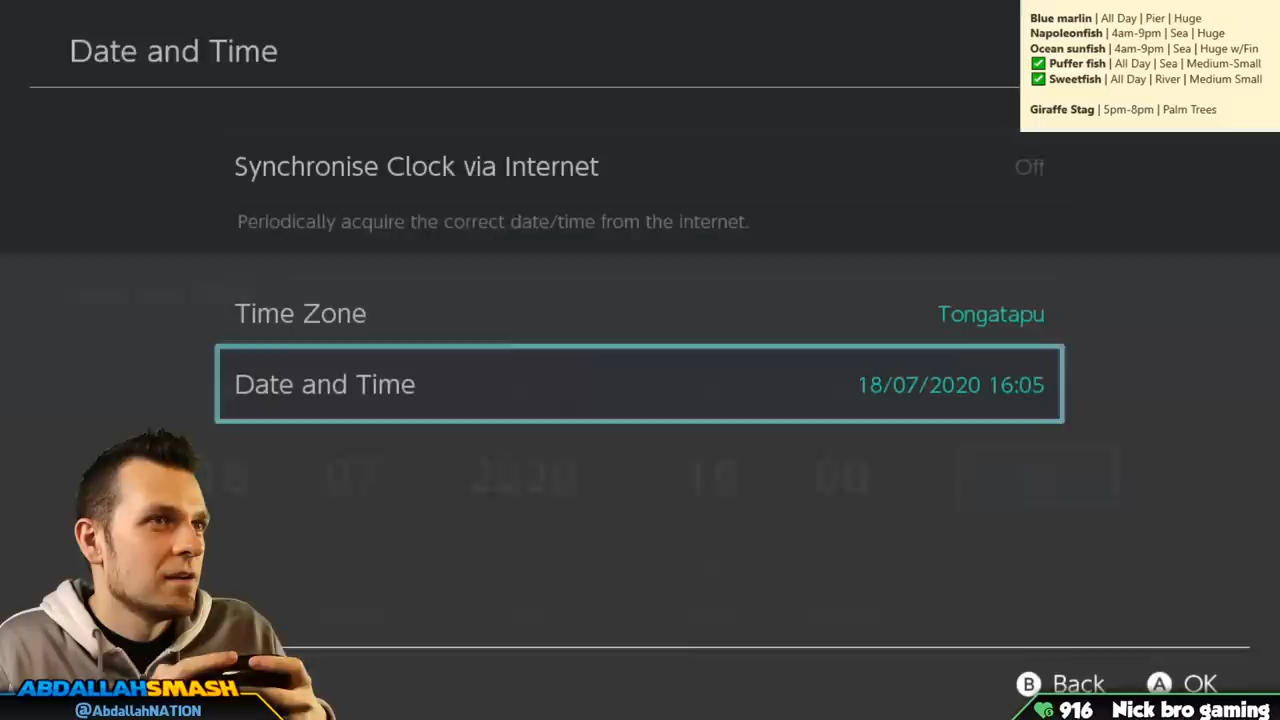 Date and Time
Blue marlin | All Day | Pier | Huge
Napoleonfish | 4am-9pm | Sea | Huge
Ocean sunfish | 4am-9pm | Sea | Huge w/Fin
✅ Puffer fish | All Day | Sea | Medium-Small
✅ Sweetfish | All Day | River | Medium Small
Giraffe Stag | 5pm-8pm | Palm Trees
Synchronise Clock via Internet Off
Periodically acquire the correct date/time from the internet.
Time Zone Tongatapu
Date and Time 18/07/2020 16:05
07 2020
B Back A OK
ABDALLAHSMASH
@AbdallahNATION
916 Nick bro gaming